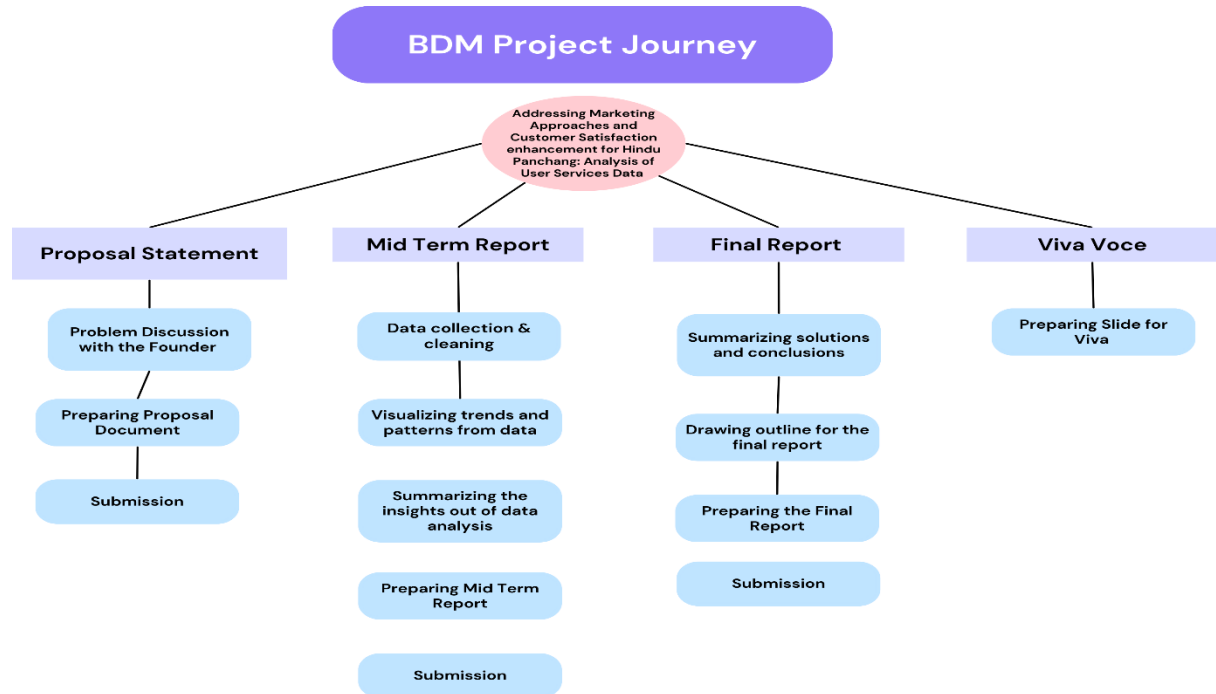 BDM Project Journey
Addressing Marketing
Approaches and
Customer Satisfaction
enhancement for Hindu
Panchang: Analysis of
User Services Data
Proposal Statement
Problem Discussion
with the Founder
Preparing Proposal
Document
Submission
Mid Term Report
Data collection &
cleaning
Visualizing trends and
patterns from data
Summarizing the
insights out of data
analysis
Preparing Mid Term
Report
Submission
Final Report
Summarizing solutions
and conclusions
Drawing outline for the
final report
Preparing the Final
Report
Submission
Viva Voce
Preparing Slide for
Viva